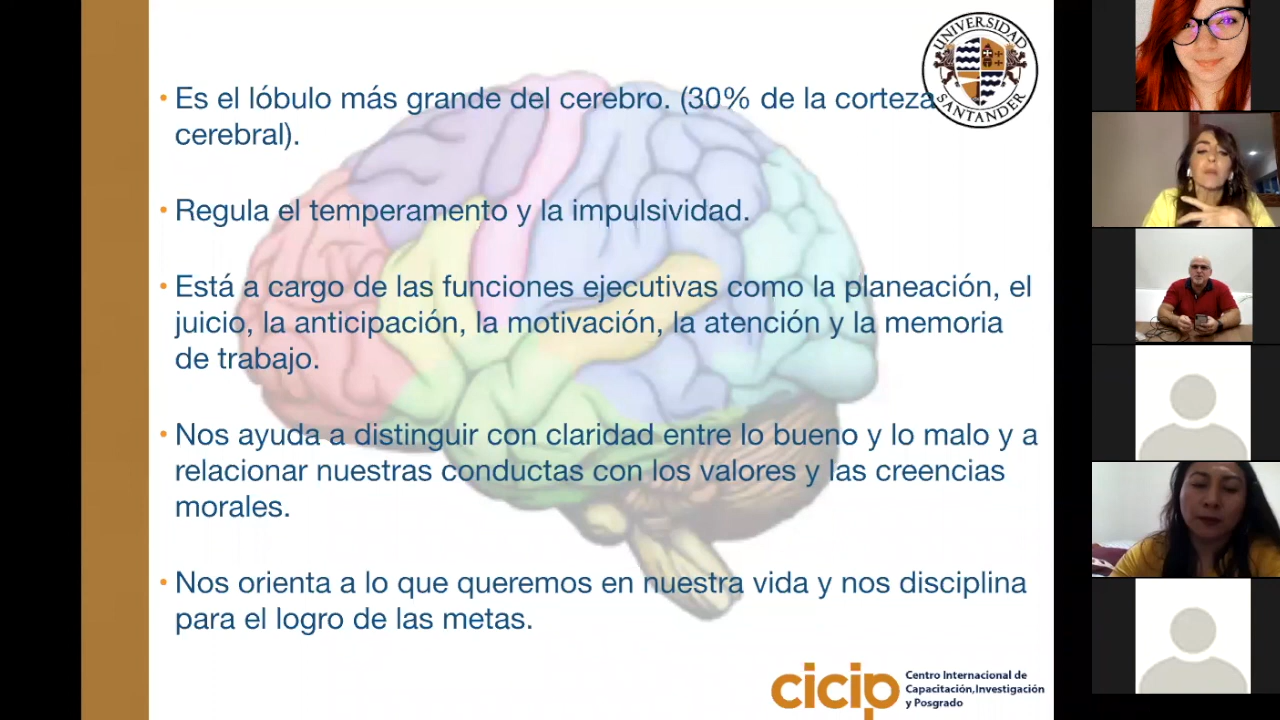 UNIVERSIDAD SANTANDER
• Es el lóbulo más grande del cerebro. (30% de la corteza
cerebral).
• Regula el temperamento y la impulsividad.
• Está a cargo de las funciones ejecutivas como la planeación, el
juicio, la anticipación, la motivación, la atención y la memoria
de trabajo.
• Nos ayuda a distinguir con claridad entre lo bueno y lo malo y a
relacionar nuestras conductas con los valores y las creencias
morales.
• Nos orienta a lo que queremos en nuestra vida y nos disciplina
para el logro de las metas.
cicip
Centro Internacional de
Capacitación,Investigación
y Posgrado